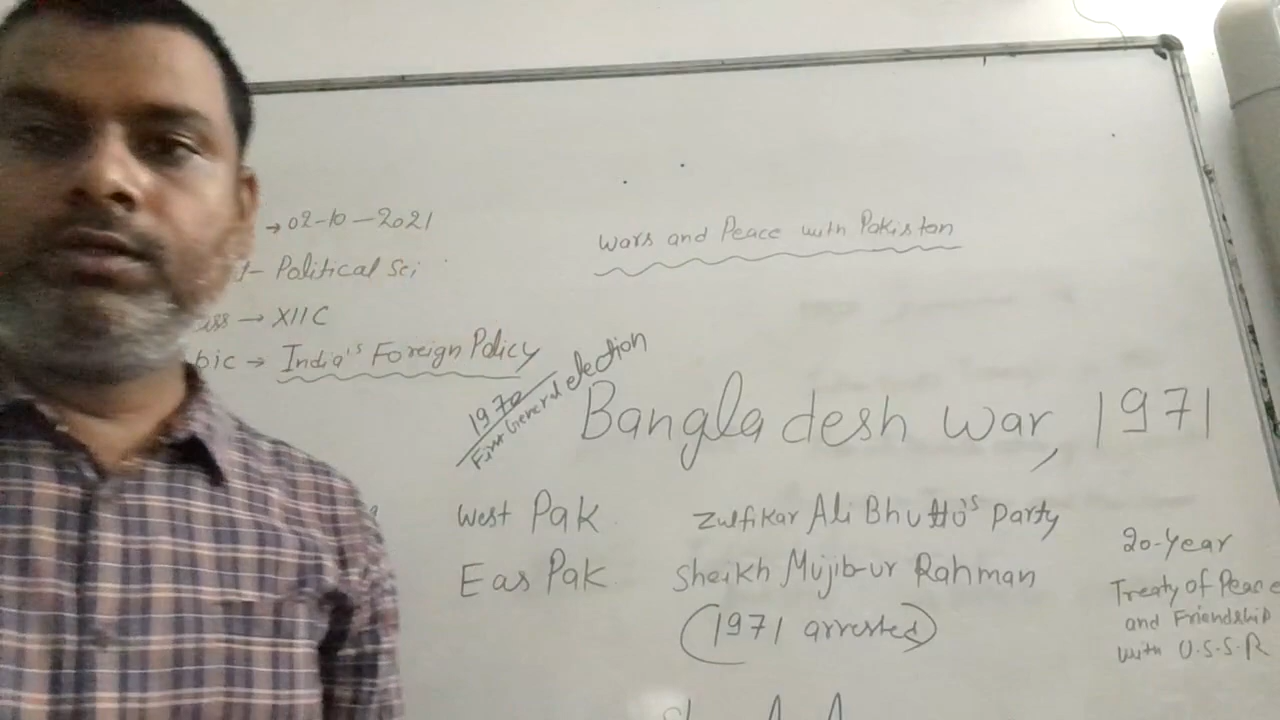 → 02-10-2021
t- Political Sci
ass → XII C
pic → India's Foreign Policy
Wars and Peace with Pakistan
1970
First General election
Bangladesh war, 1971
West Pak Zulfikar Ali Bhutto's Party
Eas Pak Sheikh Mujib-ur Rahman
(1971 arrested)
20-Year
Treaty of Peace
and Friendship
with U.S.S.R